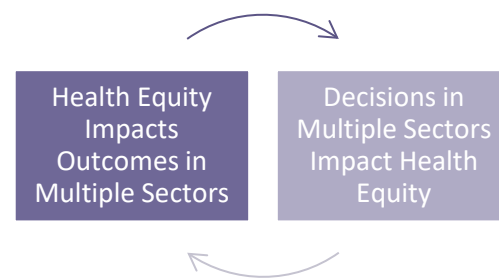 Health Equity
Impacts
Outcomes in
Multiple Sectors
Decisions in
Multiple Sectors
Impact Health
Equity